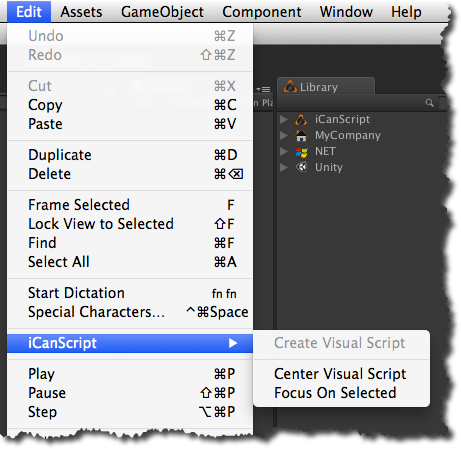 Edit Assets GameObject Component Window Help
Undo ⌘Z
Redo ⇧⌘Z
Cut ⌘X
Copy ⌘C
Paste ⌘V
Duplicate ⌘D
Delete ⌘⌫
Frame Selected F
Lock View to Selected ⇧F
Find ⌘F
Select All ⌘A
Start Dictation fn fn
Special Characters... ^⌘Space
iCanScript ▶
Play ⌘P
Pause ⇧⌘P
Step ⌥⌘P
Create Visual Script
Center Visual Script
Focus On Selected
Library
iCanScript
MyCompany
NET
Unity